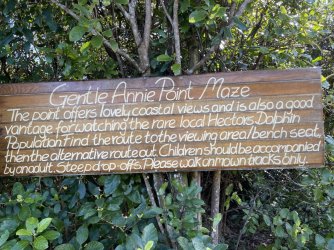 Gentle Annie Point Maze
The point offers lovely coastal views and is also a good
vantage for watching the rare local Hectors Dolphin
Population. Find the route to the viewing area/bench seat,
then the alternative route out. Children should be accompanied
by an adult. Steep drop offs. Please walk on mown tracks only.